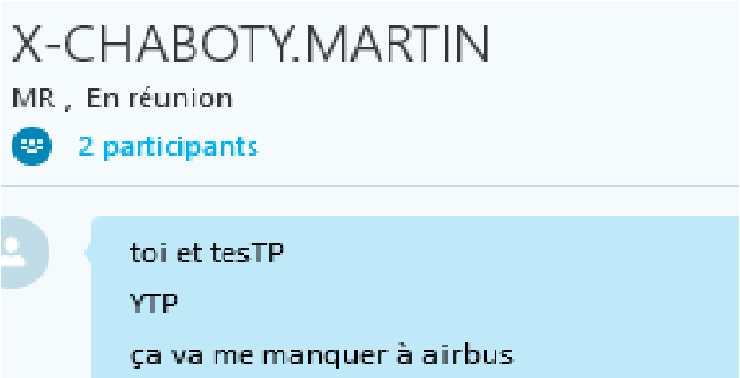 X-CHABOTY.MARTIN
MR , En réunion
2 participants
toi et tesTP
YTP
ça va me manquer à airbus